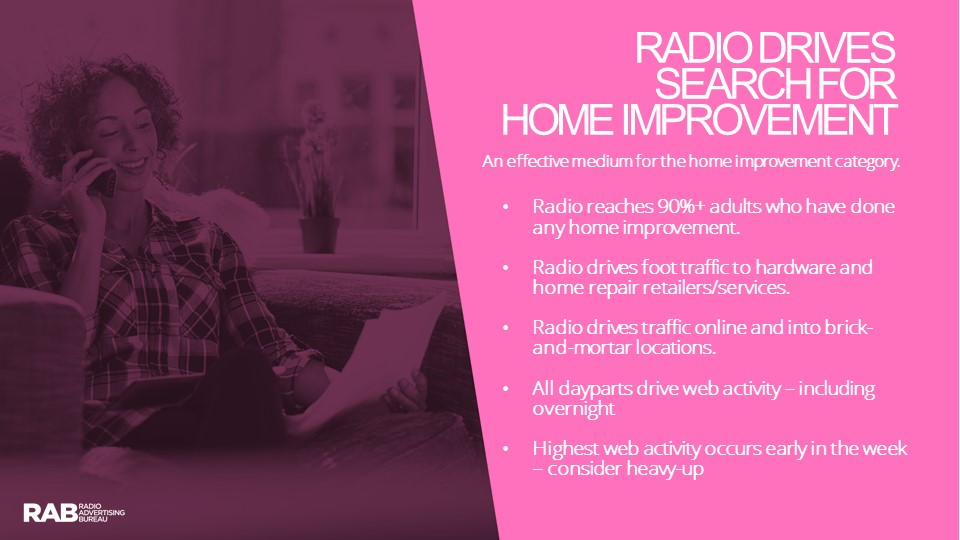 RADIO DRIVES
SEARCH FOR
HOME IMPROVEMENT
An effective medium for the home improvement category.
• Radio reaches 90%+ adults who have done
any home improvement.
• Radio drives foot traffic to hardware and
home repair retailers/services.
• Radio drives traffic online and into brick-
and-mortar locations.
• All dayparts drive web activity – including
overnight
• Highest web activity occurs early in the week
– consider heavy-up
RAB RADIO
ADVERTISING
BUREAU